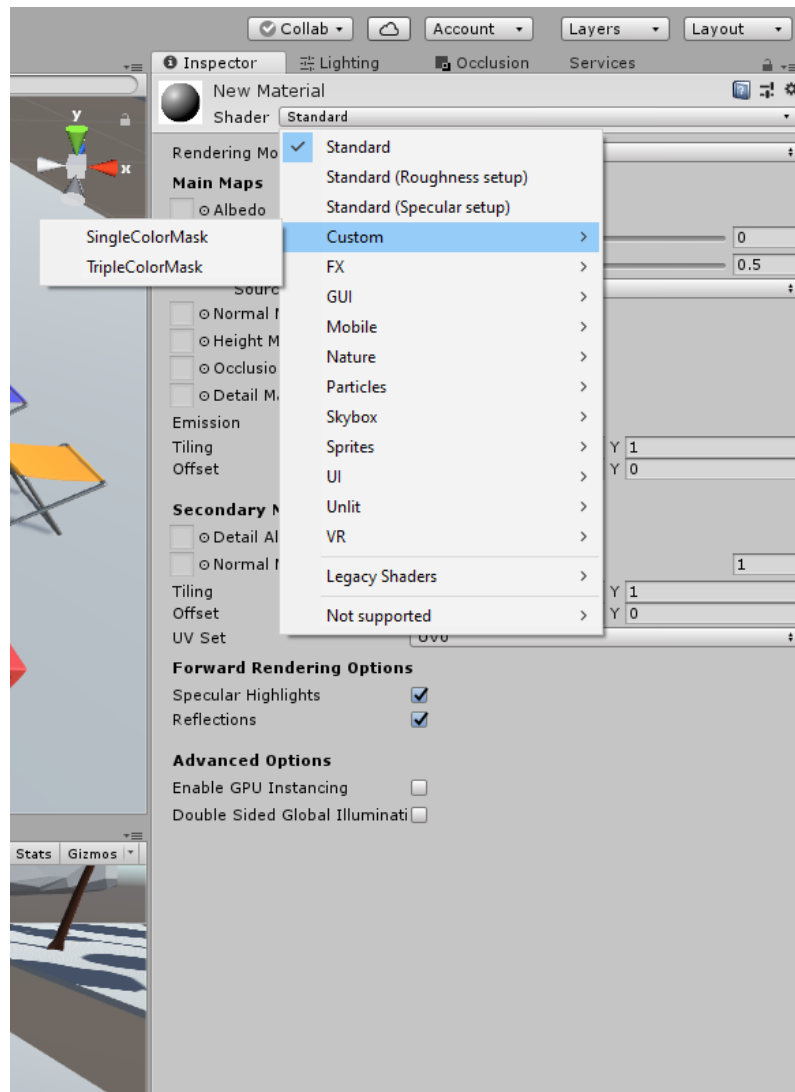 Collab Account Layers Layout
Inspector Lighting Occlusion Services
New Material
Shader Standard
y
x
Rendering Mo
Main Maps
Albedo
Standard
Standard (Roughness setup)
Standard (Specular setup)
Custom
FX
GUI
Mobile
Nature
Particles
Skybox
Sprites
UI
Unlit
VR
Legacy Shaders
Not supported
SingleColorMask
TripleColorMask
0
0.5
Sourc
Normal M
Height M
Occlusio
Detail Ma
Emission
Tiling Y 1
Offset Y 0
Secondary M
Detail Al
Normal M 1
Tiling Y 1
Offset Y 0
UV Set UV0
Forward Rendering Options
Specular Highlights
Reflections
Advanced Options
Enable GPU Instancing
Double Sided Global Illuminati
Stats Gizmos